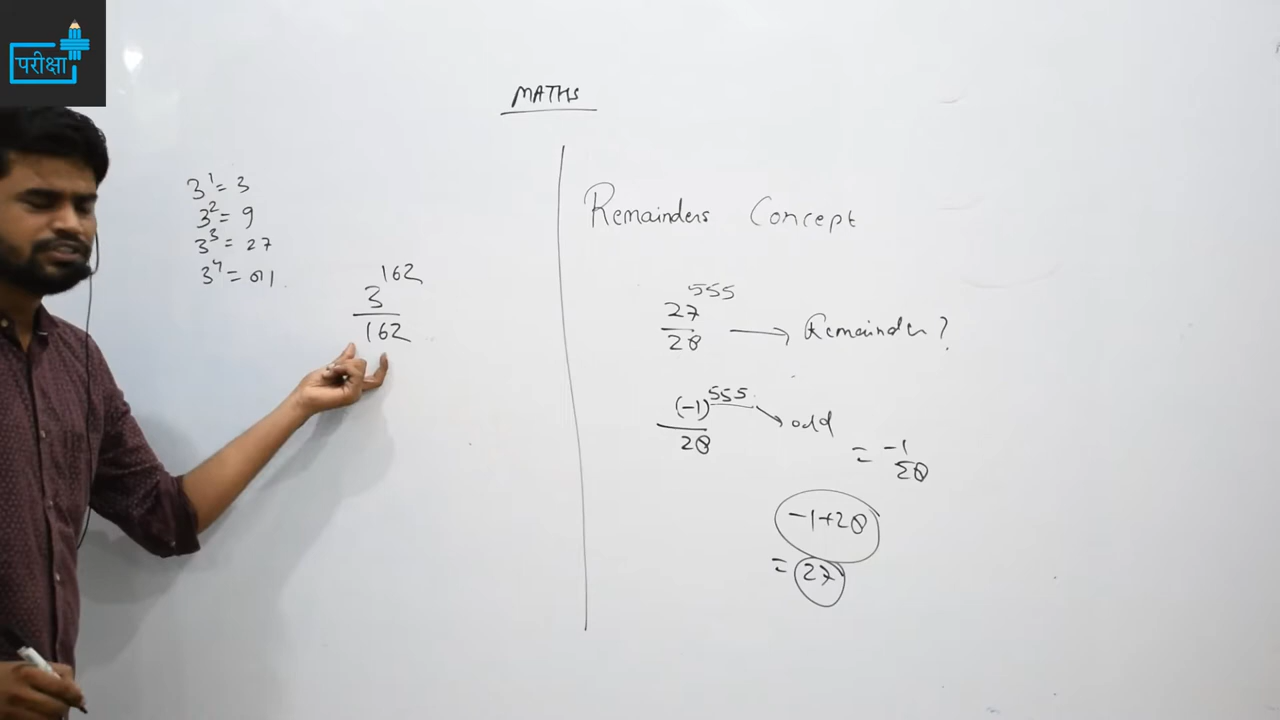 परीक्षा
MATHS
3¹ = 3
3² = 9
3³ = 27
3⁴ = 81
3¹⁶²
162
Remainders Concept
27⁵⁵⁵
28 → Remainder?
(-1)⁵⁵⁵ → odd
28
= -1
28
-1+28
= 27